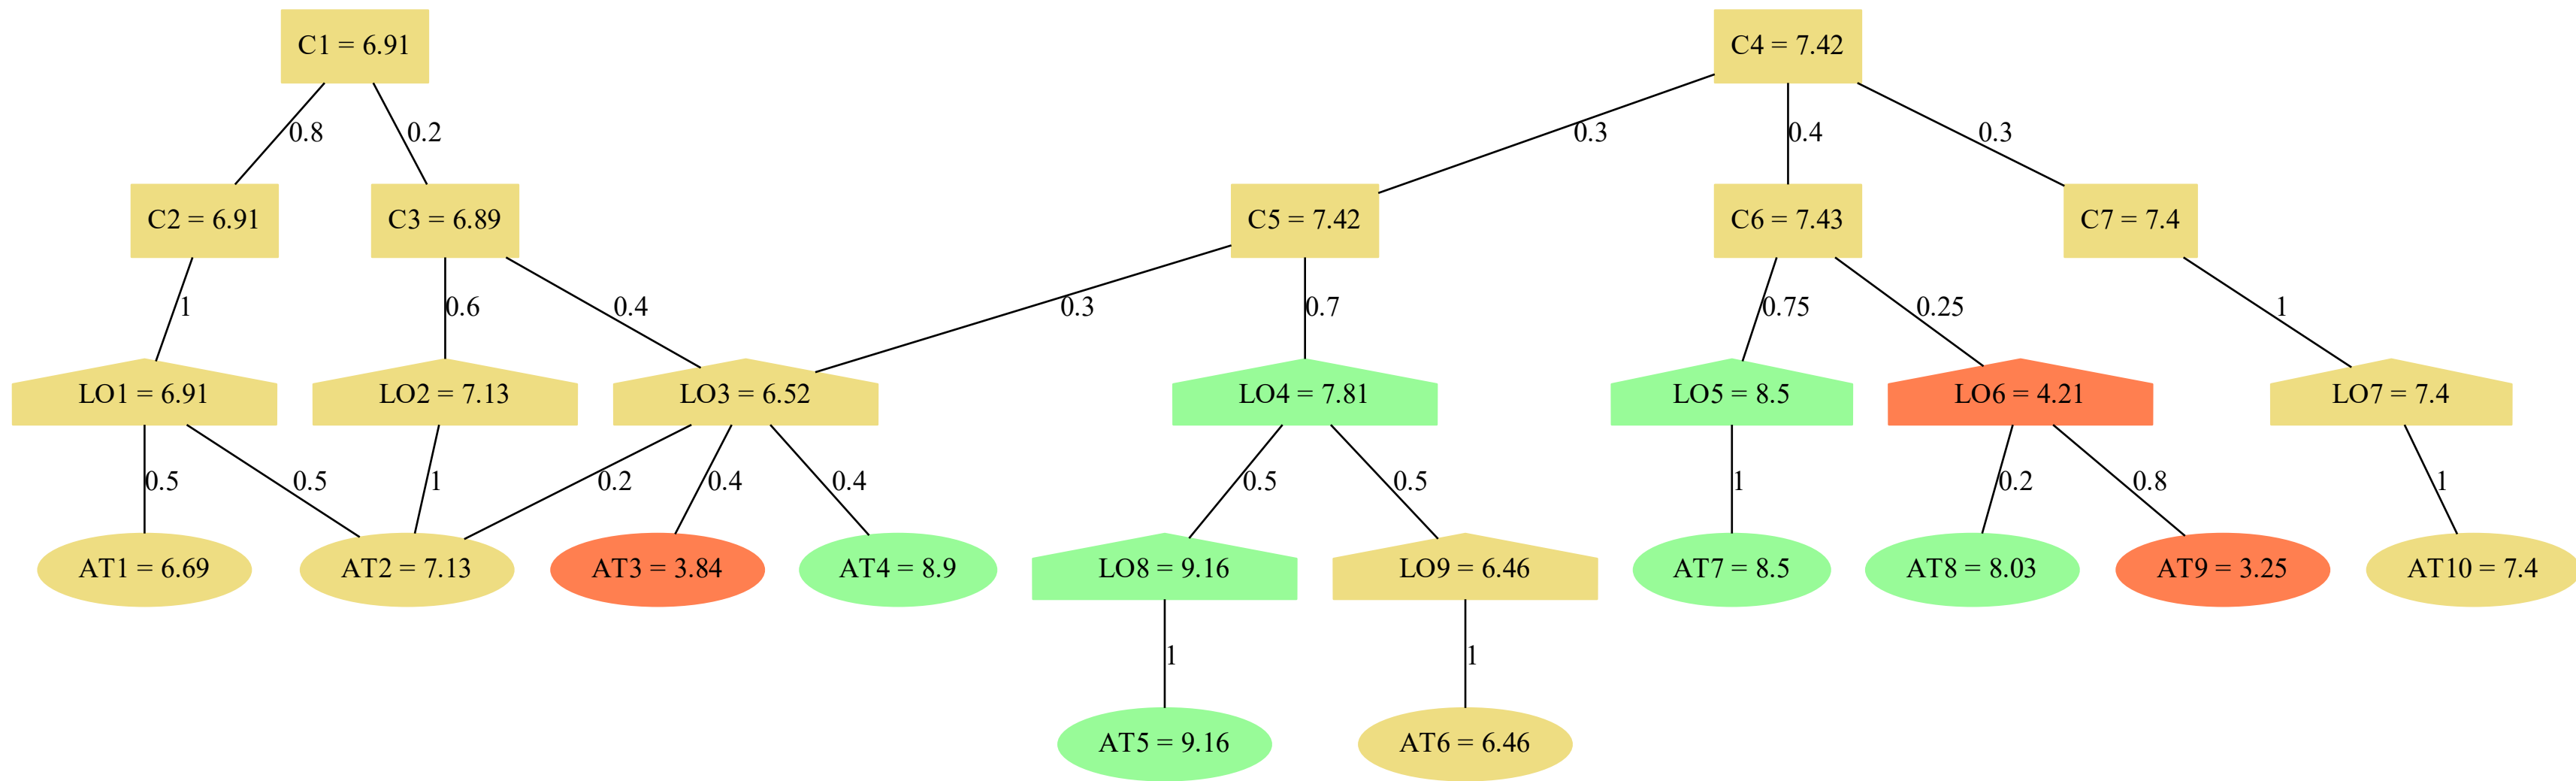 C1 = 6.91
C4 = 7.42
0.8
0.2
0.3
0.4
0.3
C2 = 6.91
C3 = 6.89
C5 = 7.42
C6 = 7.43
C7 = 7.4
1
0.6
0.4
0.3
0.7
0.75
0.25
1
LO1 = 6.91
LO2 = 7.13
LO3 = 6.52
LO4 = 7.81
LO5 = 8.5
LO6 = 4.21
LO7 = 7.4
0.5
0.5
1
0.2
0.4
0.4
0.5
0.5
1
0.2
0.8
1
AT1 = 6.69
AT2 = 7.13
AT3 = 3.84
AT4 = 8.9
LO8 = 9.16
LO9 = 6.46
AT7 = 8.5
AT8 = 8.03
AT9 = 3.25
AT10 = 7.4
1
1
AT5 = 9.16
AT6 = 6.46